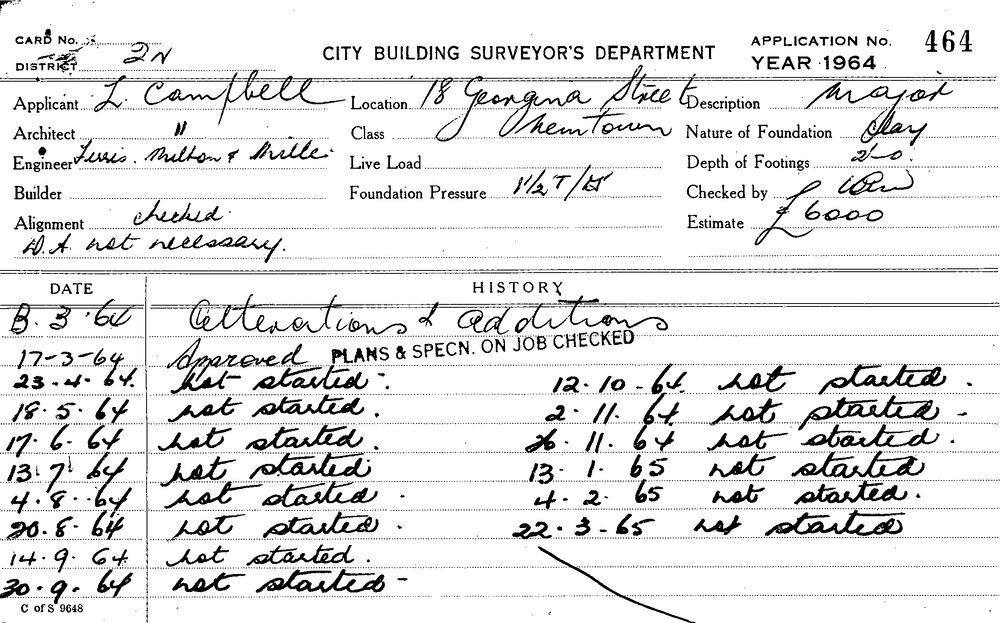 CARD No.
DISTRICT 2N
CITY BUILDING SURVEYOR'S DEPARTMENT
APPLICATION No. 464
YEAR 1964
Applicant L. Campbell Location 18 Georgina Street Description Major
Architect " Class Newtown Nature of Foundation Clay
Engineer Ferris. Milton & Live Load Depth of Footings 2'-0.
Builder Foundation Pressure 1 1/2 T/ Checked by
Alignment checked. Estimate £6000
D.A. not necessary.
DATE HISTORY
3.64 Alterations & additions
17-3-64 Approved PLANS & SPECN. ON JOB CHECKED
23.4.64. not started. 12.10.64. not started.
18.5.64 not started. 2.11.64. not started -
17.6.64 not started. 26.11.64 not started.
13.7.64 not started 13.1.65 not started
4.8.64 not started. 4.2.65 not started.
20.8.64 not started. 22.3-65 not started
14.9.64. not started.
30.9.64 not started -
C of S 9648